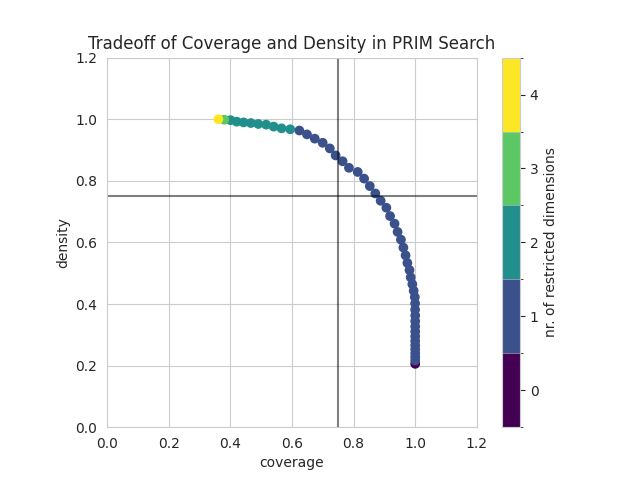 Tradeoff of Coverage and Density in PRIM Search
1.2
1.0
0.8
0.6
0.4
0.2
0.0
density
0.0 0.2 0.4 0.6 0.8 1.0 1.2
coverage
4
3
2
1
0
nr. of restricted dimensions